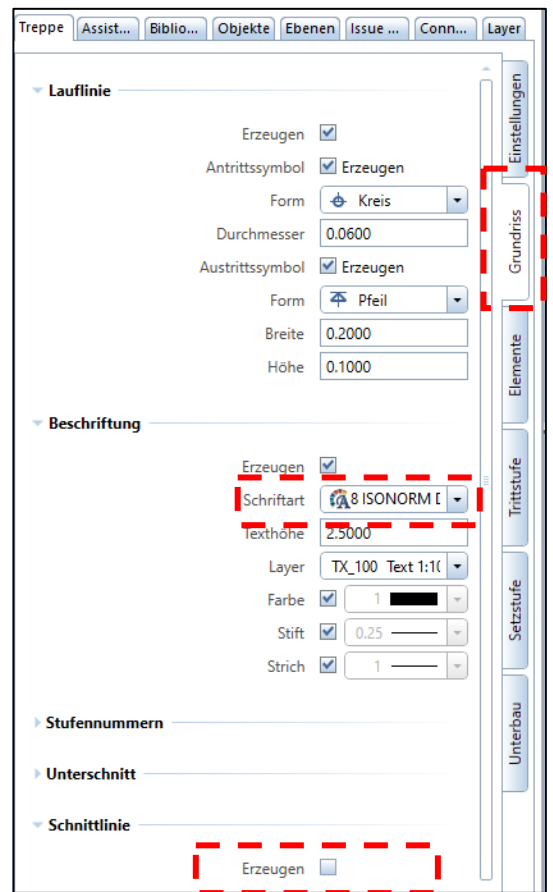 Treppe Assist... Biblio... Objekte Ebenen Issue ... Conn... Layer
Lauflinie
Erzeugen
Antrittssymbol Erzeugen
Form Kreis
Durchmesser 0.0600
Austrittssymbol Erzeugen
Form Pfeil
Breite 0.2000
Höhe 0.1000
Beschriftung
Erzeugen
Schriftart 8 ISONORM D
Texthöhe 2.5000
Layer TX_100 Text 1:1(
Farbe 1
Stift 0.25
Strich 1
Stufennummern
Unterschnitt
Schnittlinie
Erzeugen
Einstellungen
Grundriss
Elemente
Trittstufe
Setzstufe
Unterbau